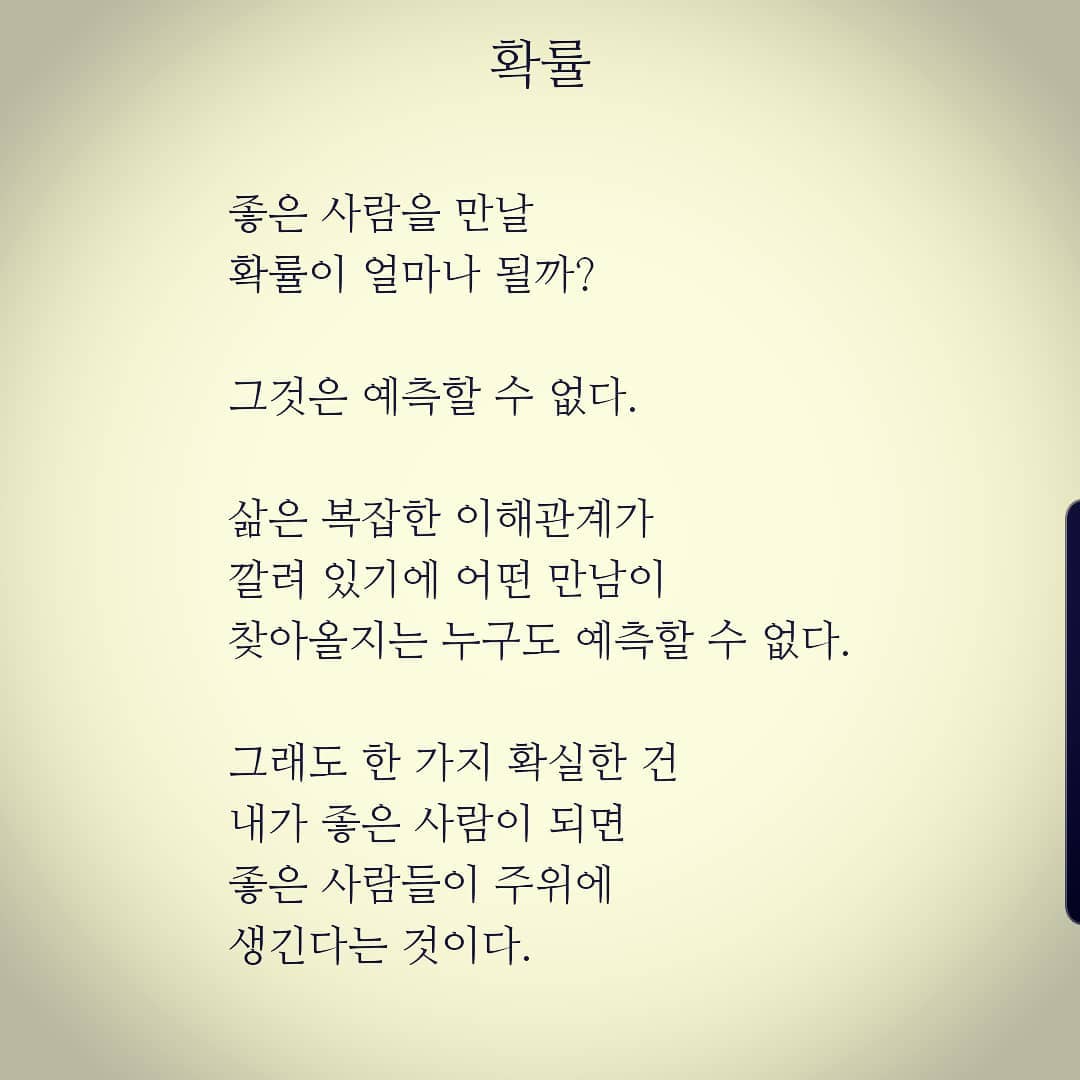 확률
좋은 사람을 만날
확률이 얼마나 될까?
그것은 예측할 수 없다.
삶은 복잡한 이해관계가
깔려 있기에 어떤 만남이
찾아올지는 누구도 예측할 수 없다.
그래도 한 가지 확실한 건
내가 좋은 사람이 되면
좋은 사람들이 주위에
생긴다는 것이다.